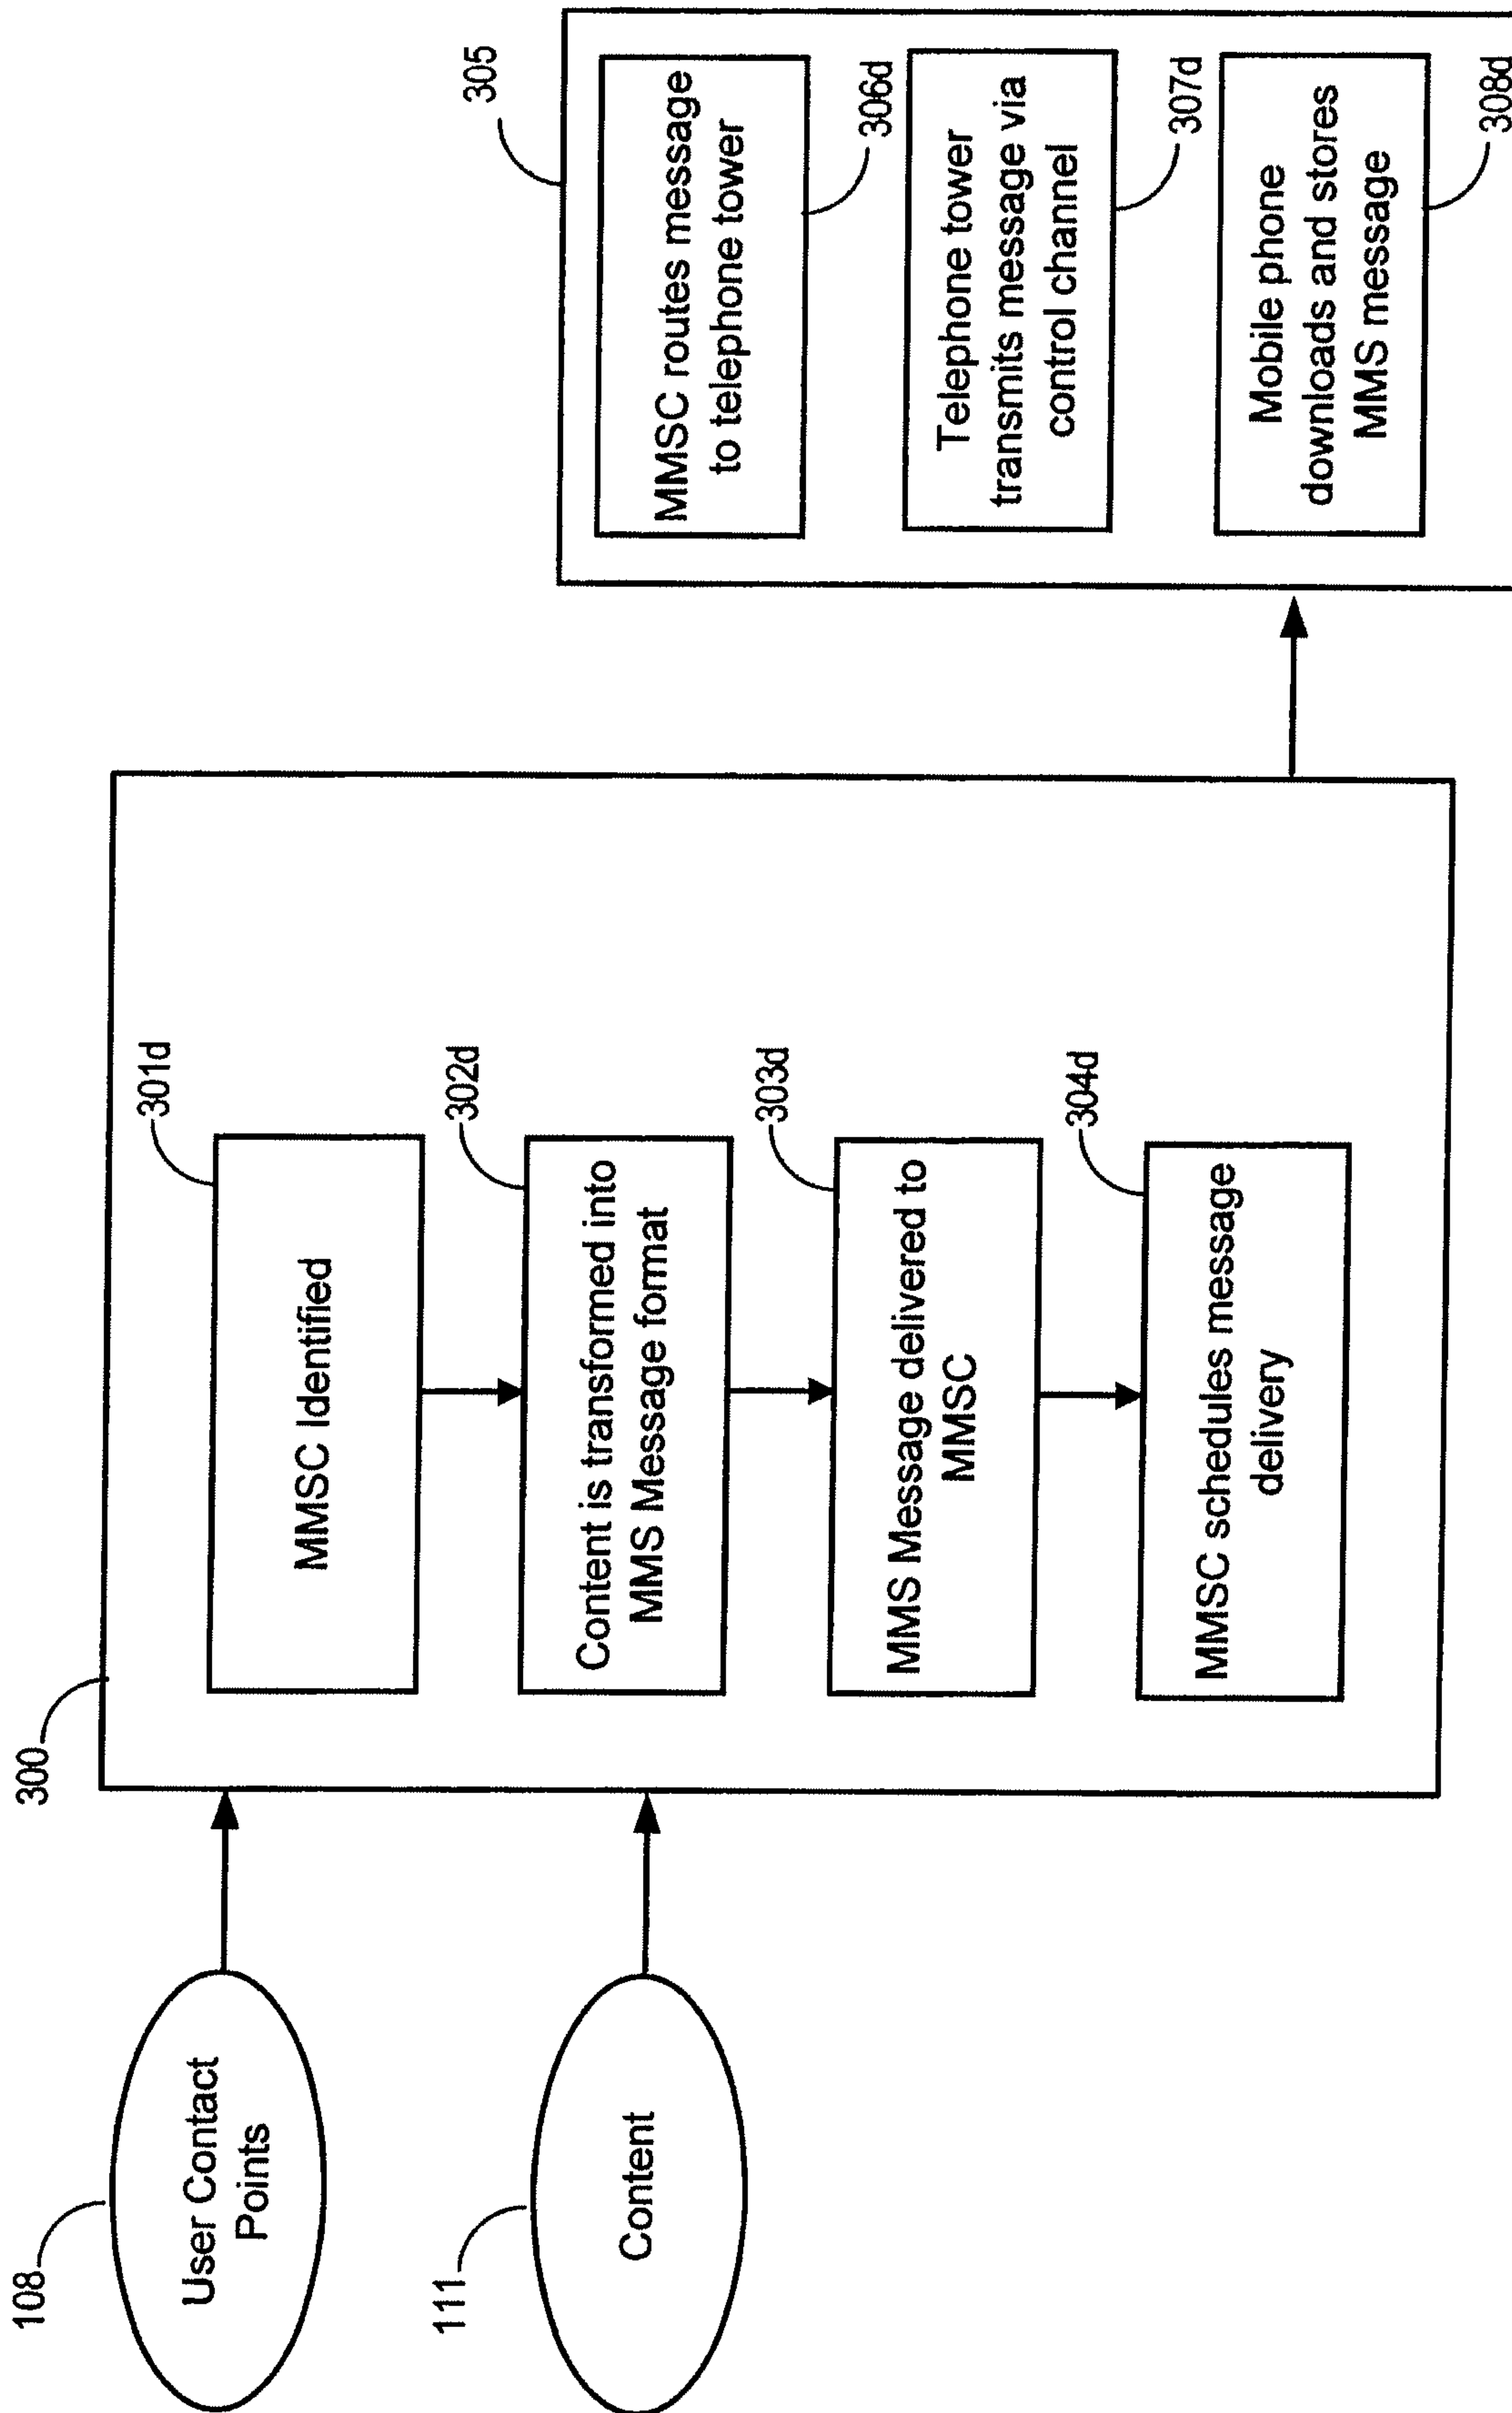 108
User Contact
Points
111
Content
300
301d
MMSC Identified
302d
Content is transformed into
MMS Message format
303d
MMS Message delivered to
MMSC
304d
MMSC schedules message
delivery
305
MMSC routes message
to telephone tower
306d
Telephone tower
transmits message via
control channel
307d
Mobile phone
downloads and stores
MMS message
308d